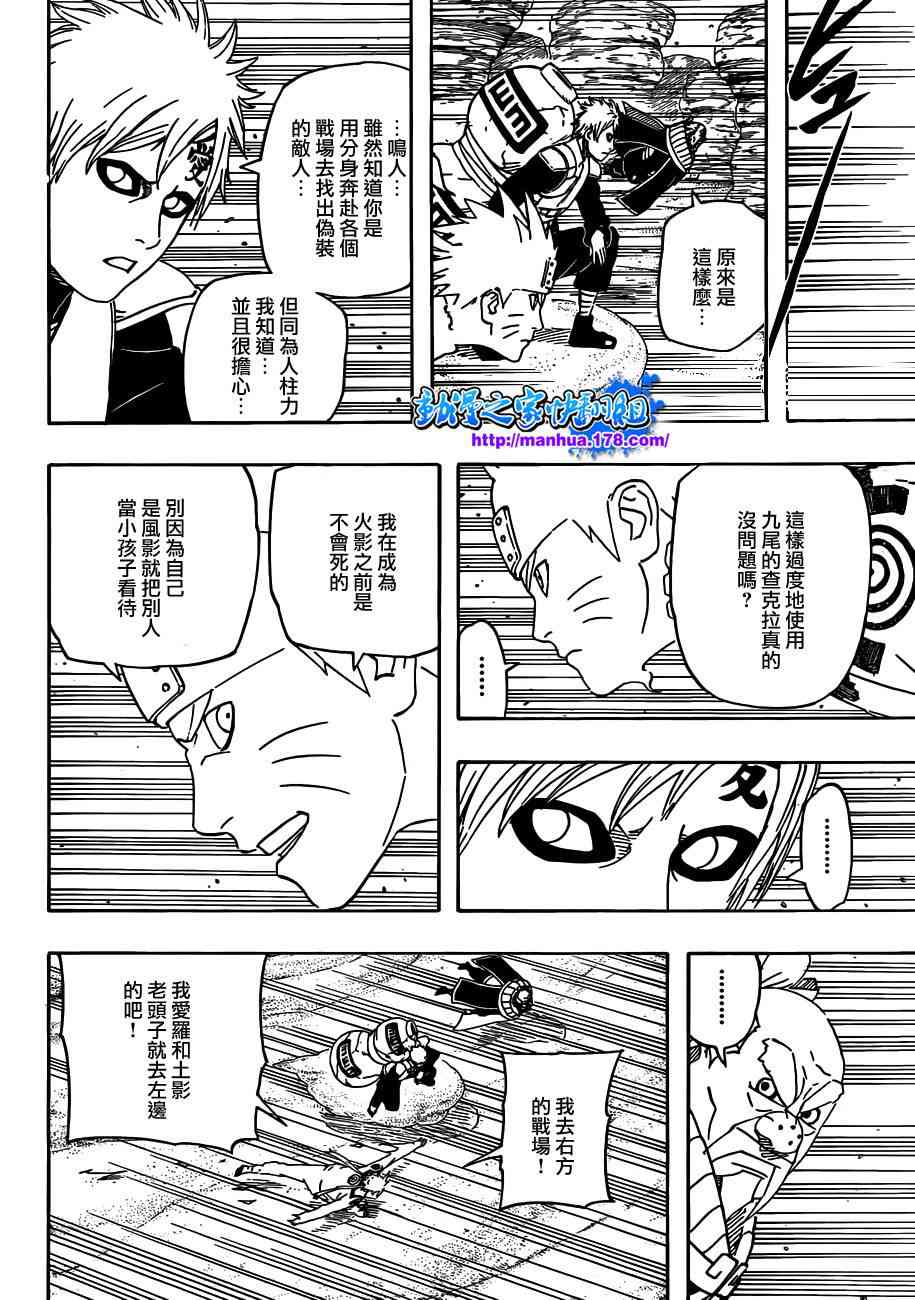 原來是
這樣麼…
…鳴人…
雖然知道你是
用分身奔赴各個
戰場去找出偽裝
的敵人…
但同為人柱力
我知道…
並且很擔心…
愛
動漫之家快翻組
http://manhua.178.com/
這樣過度地使用
九尾的查克拉真的
沒問題嗎？
……
我在成為
火影之前是
不會死的
別因為自己
是風影就把別人
當小孩子看待
………
………
我去右方
的戰場！
我愛羅和土影
老頭子就去左邊
的吧！